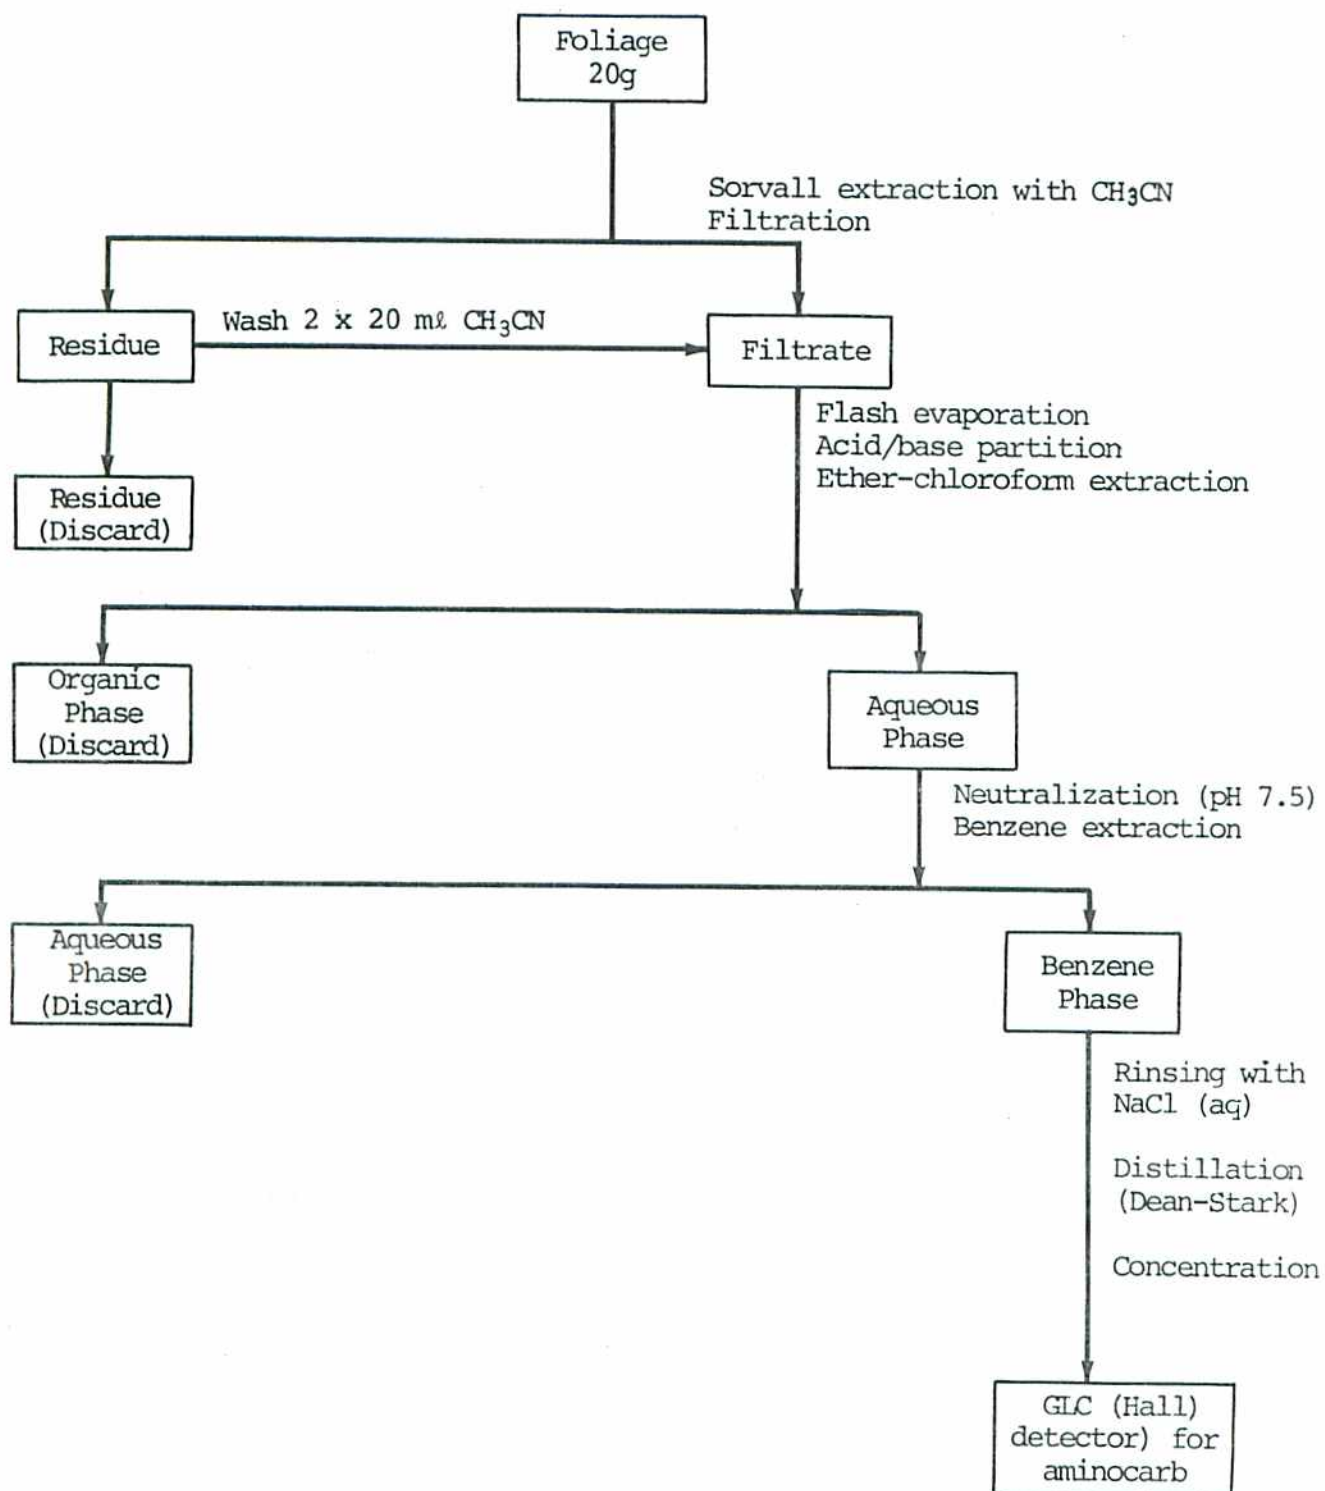 Foliage
20g
Sorvall extraction with CH₃CN
Filtration
Residue
Wash 2 x 20 mℓ CH₃CN
Filtrate
Flash evaporation
Acid/base partition
Ether-chloroform extraction
Residue
(Discard)
Organic
Phase
(Discard)
Aqueous
Phase
Neutralization (pH 7.5)
Benzene extraction
Aqueous
Phase
(Discard)
Benzene
Phase
Rinsing with
NaCl (aq)
Distillation
(Dean-Stark)
Concentration
GLC (Hall)
detector) for
aminocarb